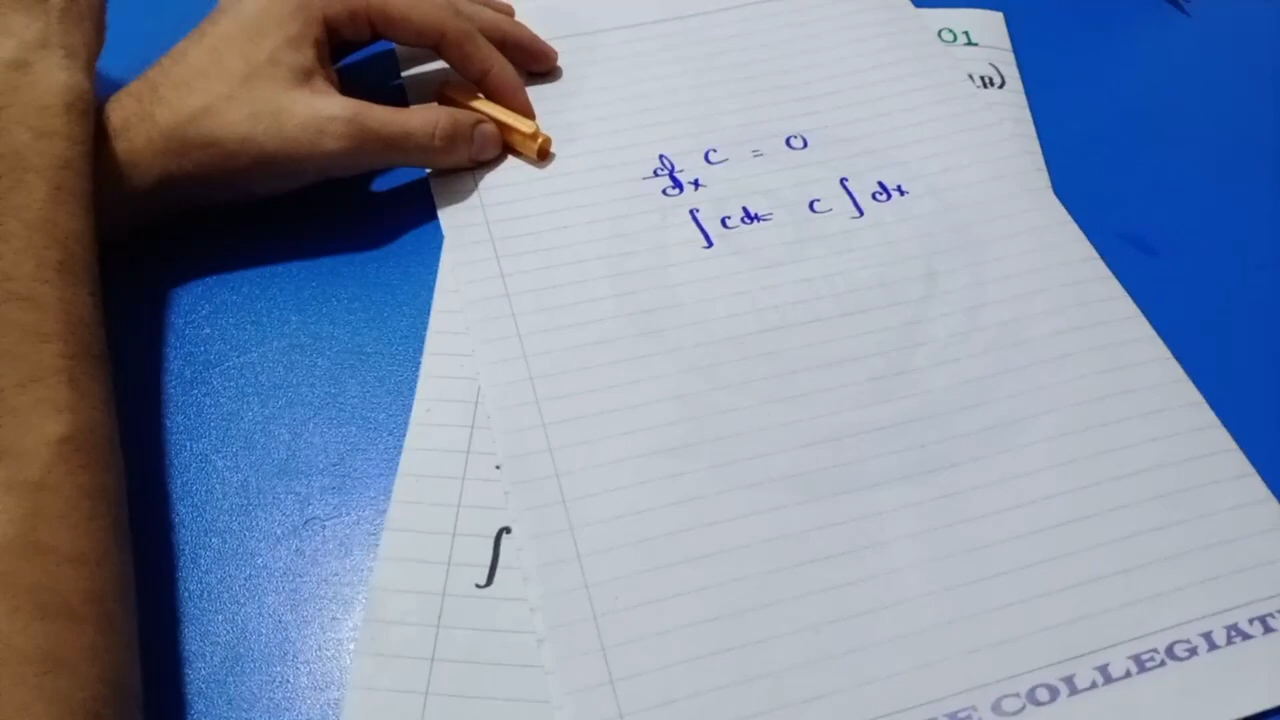 01
d/dx c = 0
∫ c dx = c ∫ dx
∫
COLLEGIAT